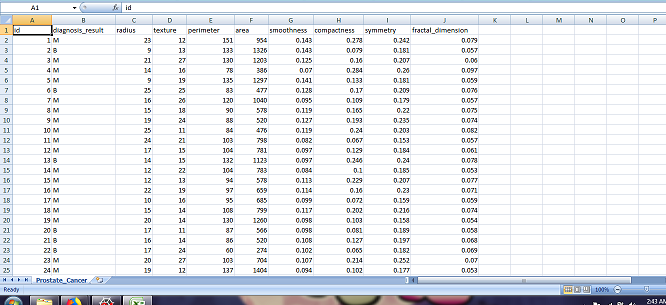 A1 fx id
A B C D E F G H I J K L M N O P
1 id diagnosis_result radius texture perimeter area smoothness compactness symmetry fractal_dimension
2 1 M 23 12 151 954 0.143 0.278 0.242 0.079
3 2 B 9 13 133 1326 0.143 0.079 0.181 0.057
4 3 M 21 27 130 1203 0.125 0.16 0.207 0.06
5 4 M 14 16 78 386 0.07 0.284 0.26 0.097
6 5 M 9 19 135 1297 0.141 0.133 0.181 0.059
7 6 B 25 25 83 477 0.128 0.17 0.209 0.076
8 7 M 16 26 120 1040 0.095 0.109 0.179 0.057
9 8 M 15 18 90 578 0.119 0.165 0.22 0.075
10 9 M 19 24 88 520 0.127 0.193 0.235 0.074
11 10 M 25 11 84 476 0.119 0.24 0.203 0.082
12 11 M 24 21 103 798 0.082 0.067 0.153 0.057
13 12 M 17 15 104 781 0.097 0.129 0.184 0.061
14 13 B 14 15 132 1123 0.097 0.246 0.24 0.078
15 14 M 12 22 104 783 0.084 0.1 0.185 0.053
16 15 M 12 13 94 578 0.113 0.229 0.207 0.077
17 16 M 22 19 97 659 0.114 0.16 0.23 0.071
18 17 M 10 16 95 685 0.099 0.072 0.159 0.059
19 18 M 15 14 108 799 0.117 0.202 0.216 0.074
20 19 M 20 14 130 1260 0.098 0.103 0.158 0.054
21 20 B 17 11 87 566 0.098 0.081 0.189 0.058
22 21 B 16 14 86 520 0.108 0.127 0.197 0.068
23 22 B 17 24 60 274 0.102 0.065 0.182 0.069
24 23 M 20 27 103 704 0.107 0.214 0.252 0.07
25 24 M 19 12 137 1404 0.094 0.102 0.177 0.053
Prostate_Cancer
100%
2:43 AM